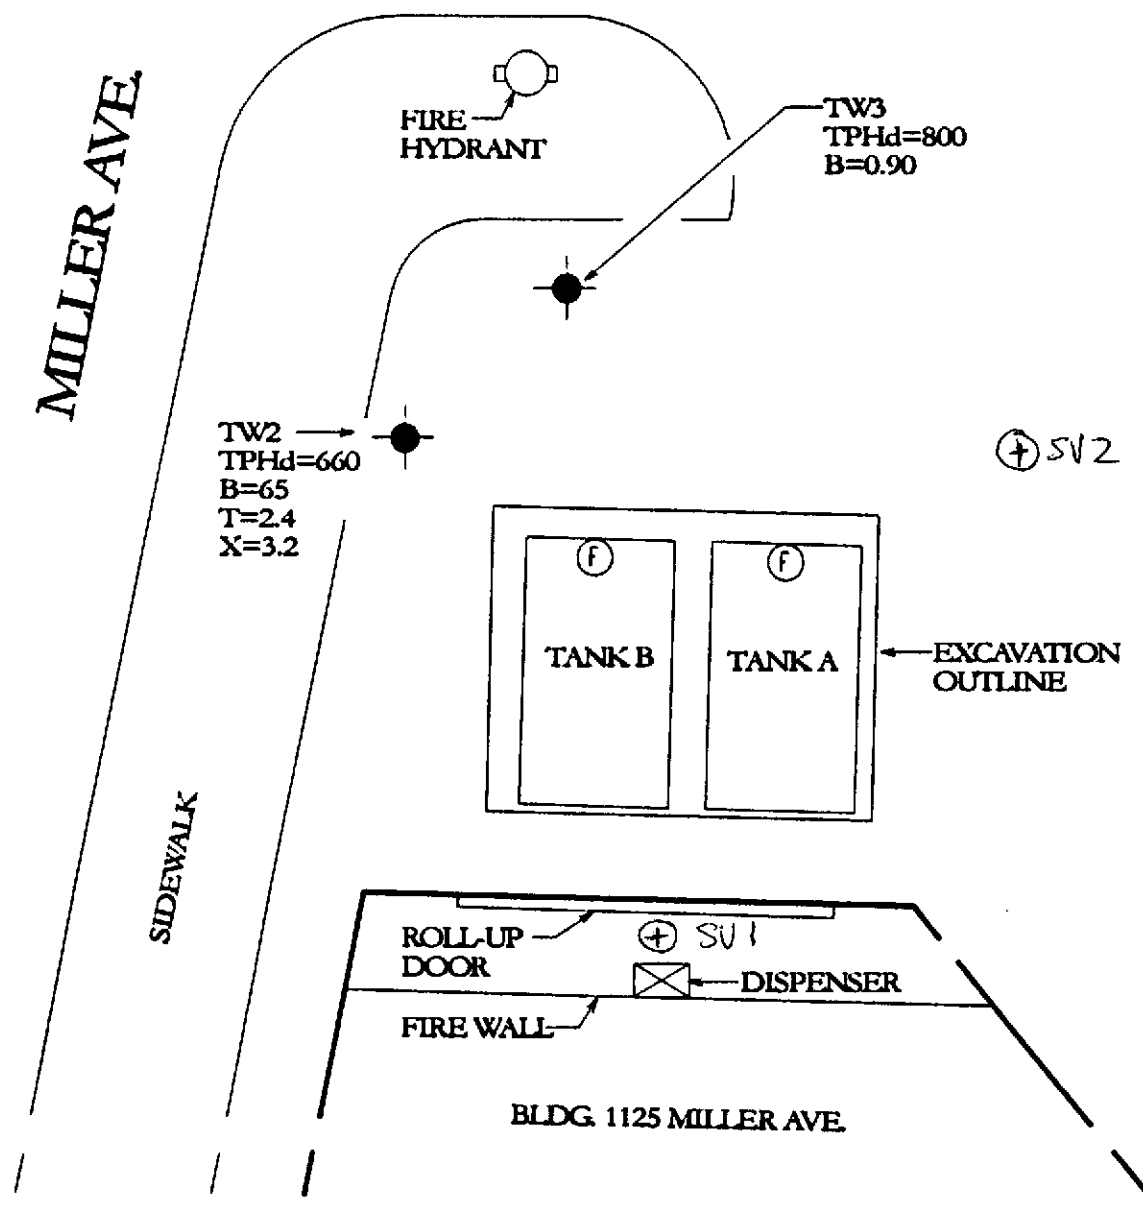 MILLER AVE.
FIRE
HYDRANT
TW3
TPHd=800
B=0.90
TW2
TPHd=660
B=65
T=2.4
X=3.2
SV2
F
F
TANK B
TANK A
EXCAVATION
OUTLINE
SIDEWALK
ROLL-UP
DOOR
SV1
DISPENSER
FIRE WALL
BLDG. 1125 MILLER AVE.